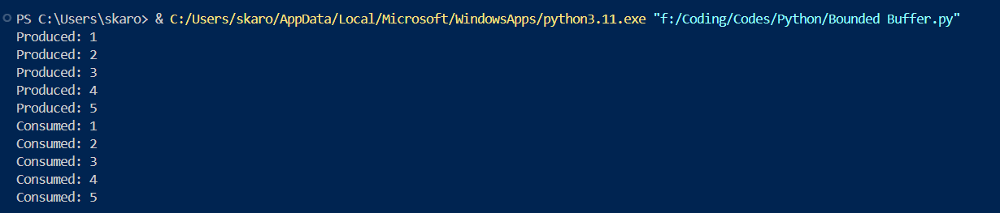 PS C:\Users\skaro> & C:/Users/skaro/AppData/Local/Microsoft/WindowsApps/python3.11.exe "f:/Coding/Codes/Python/Bounded Buffer.py"
Produced: 1
Produced: 2
Produced: 3
Produced: 4
Produced: 5
Consumed: 1
Consumed: 2
Consumed: 3
Consumed: 4
Consumed: 5